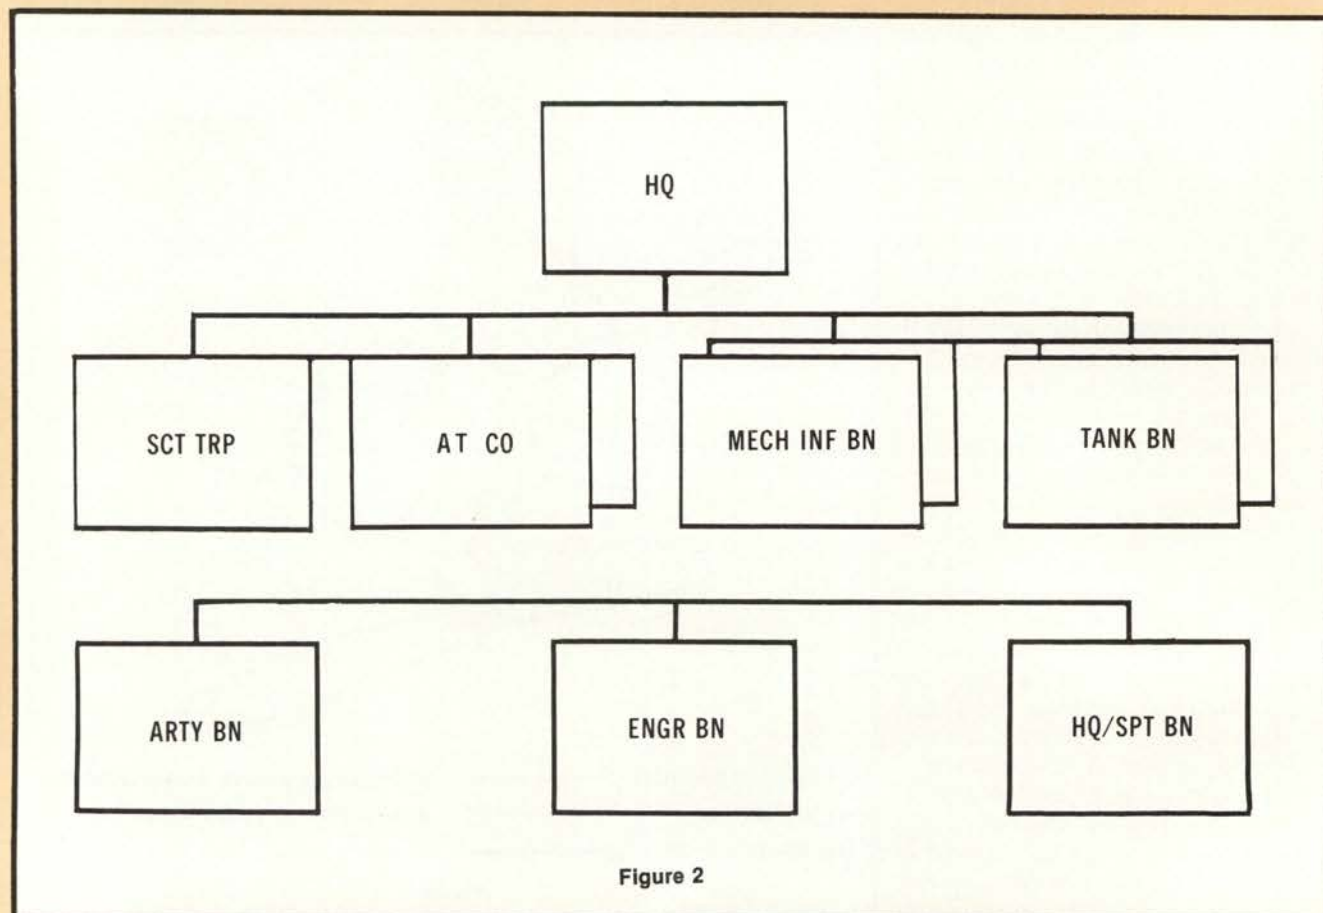 HQ
SCT TRP
AT CO
MECH INF BN
TANK BN
ARTY BN
ENGR BN
HQ/SPT BN
Figure 2